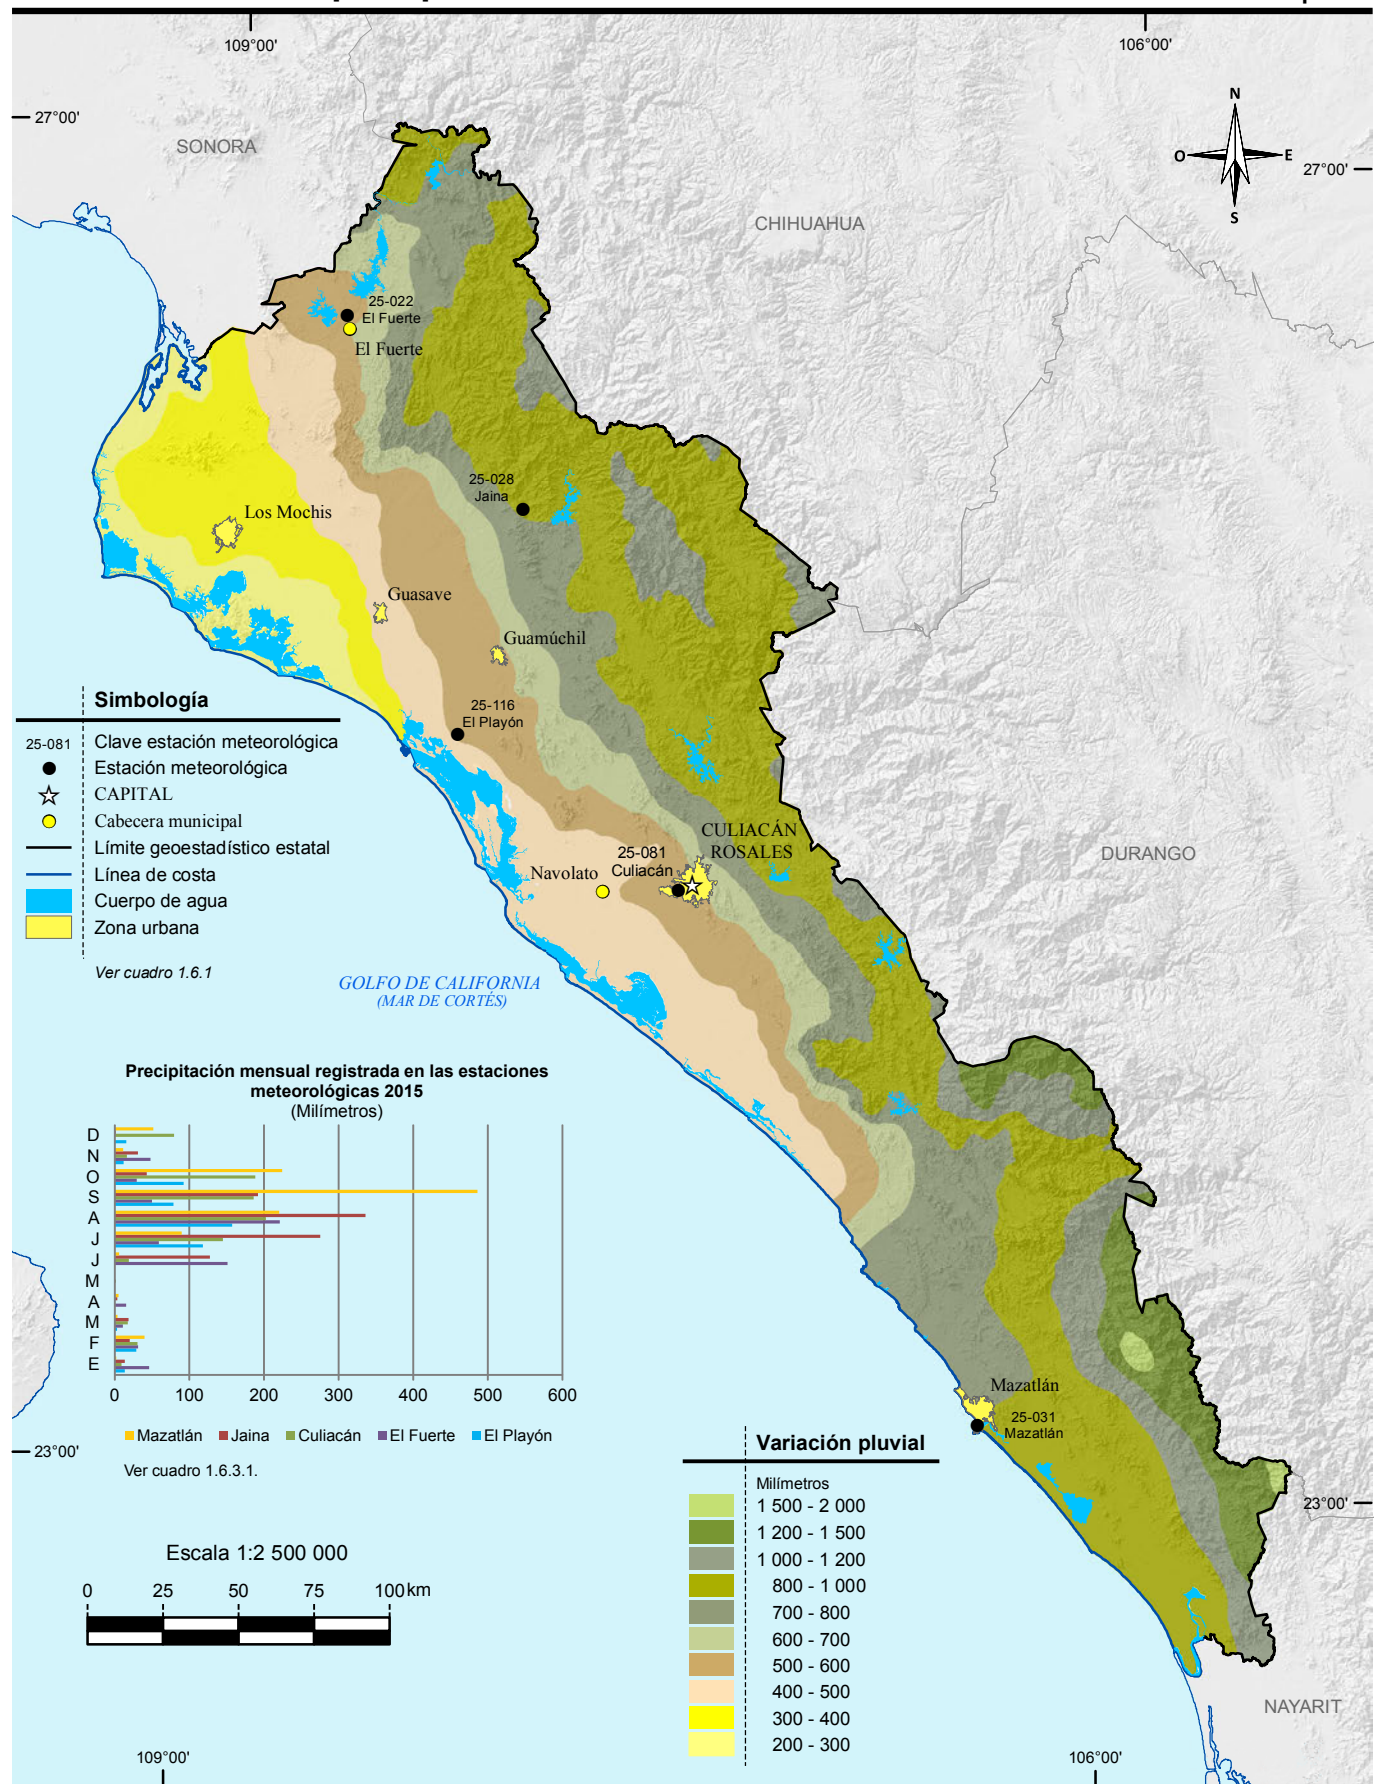 109°00'
106°00'
27°00'
SONORA
N
O
E
S
27°00'
CHIHUAHUA
25-022
El Fuerte
El Fuerte
25-028
Jaina
Los Mochis
Guasave
Guamúchil
25-116
El Playón
Simbología
25-081
Clave estación meteorológica
Estación meteorológica
CAPITAL
Cabecera municipal
Límite geoestadístico estatal
Línea de costa
Cuerpo de agua
Zona urbana
Ver cuadro 1.6.1
CULIACÁN
ROSALES
25-081
Culiacán
Navolato
DURANGO
GOLFO DE CALIFORNIA
(MAR DE CORTÉS)
Precipitación mensual registrada en las estaciones
meteorológicas 2015
(Milímetros)
D
N
O
S
A
J
J
M
A
M
F
E
0 100 200 300 400 500 600
Mazatlán Jaina Culiacán El Fuerte El Playón
Ver cuadro 1.6.3.1.
23°00'
Mazatlán
25-031
Mazatlán
Variación pluvial
Milímetros
1 500 - 2 000
1 200 - 1 500
1 000 - 1 200
800 - 1 000
700 - 800
600 - 700
500 - 600
400 - 500
300 - 400
200 - 300
23°00'
Escala 1:2 500 000
0 25 50 75 100 km
NAYARIT
109°00'
106°00'